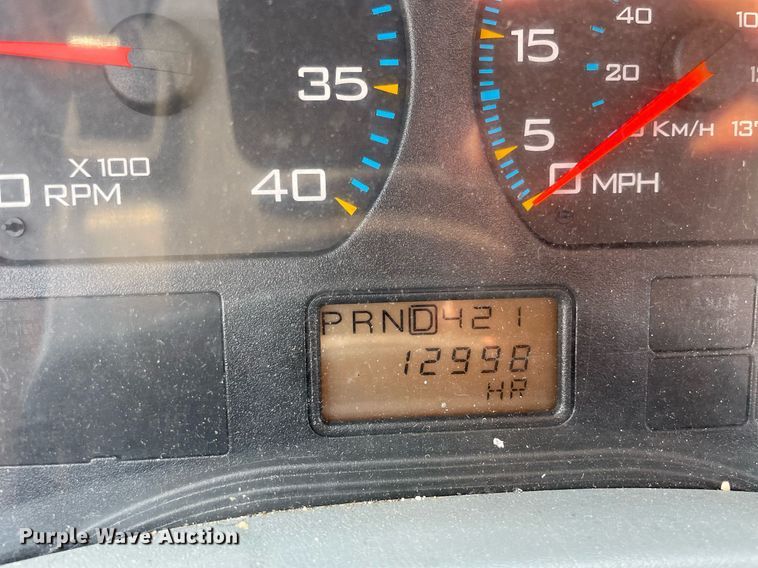 35
40
X 100
RPM
15
5
0 MPH
40
20
Km/H
PRND421
12998
HR
Purple Wave Auction